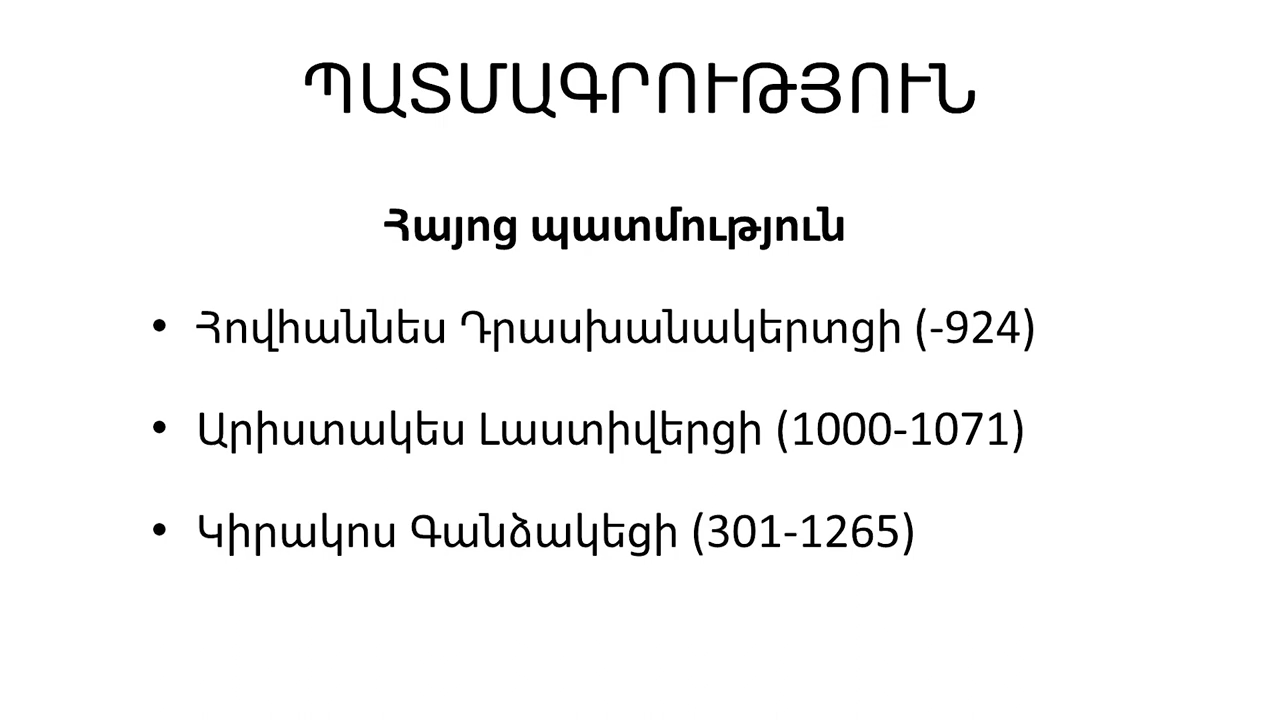 ՊԱՏՄԱԳՐՈՒԹՅՈՒՆ
Հայոց պատմություն
• Հովհաննես Դրասխանակերտցի (-924)
• Արիստակես Լաստիվերցի (1000-1071)
• Կիրակոս Գանձակեցի (301-1265)